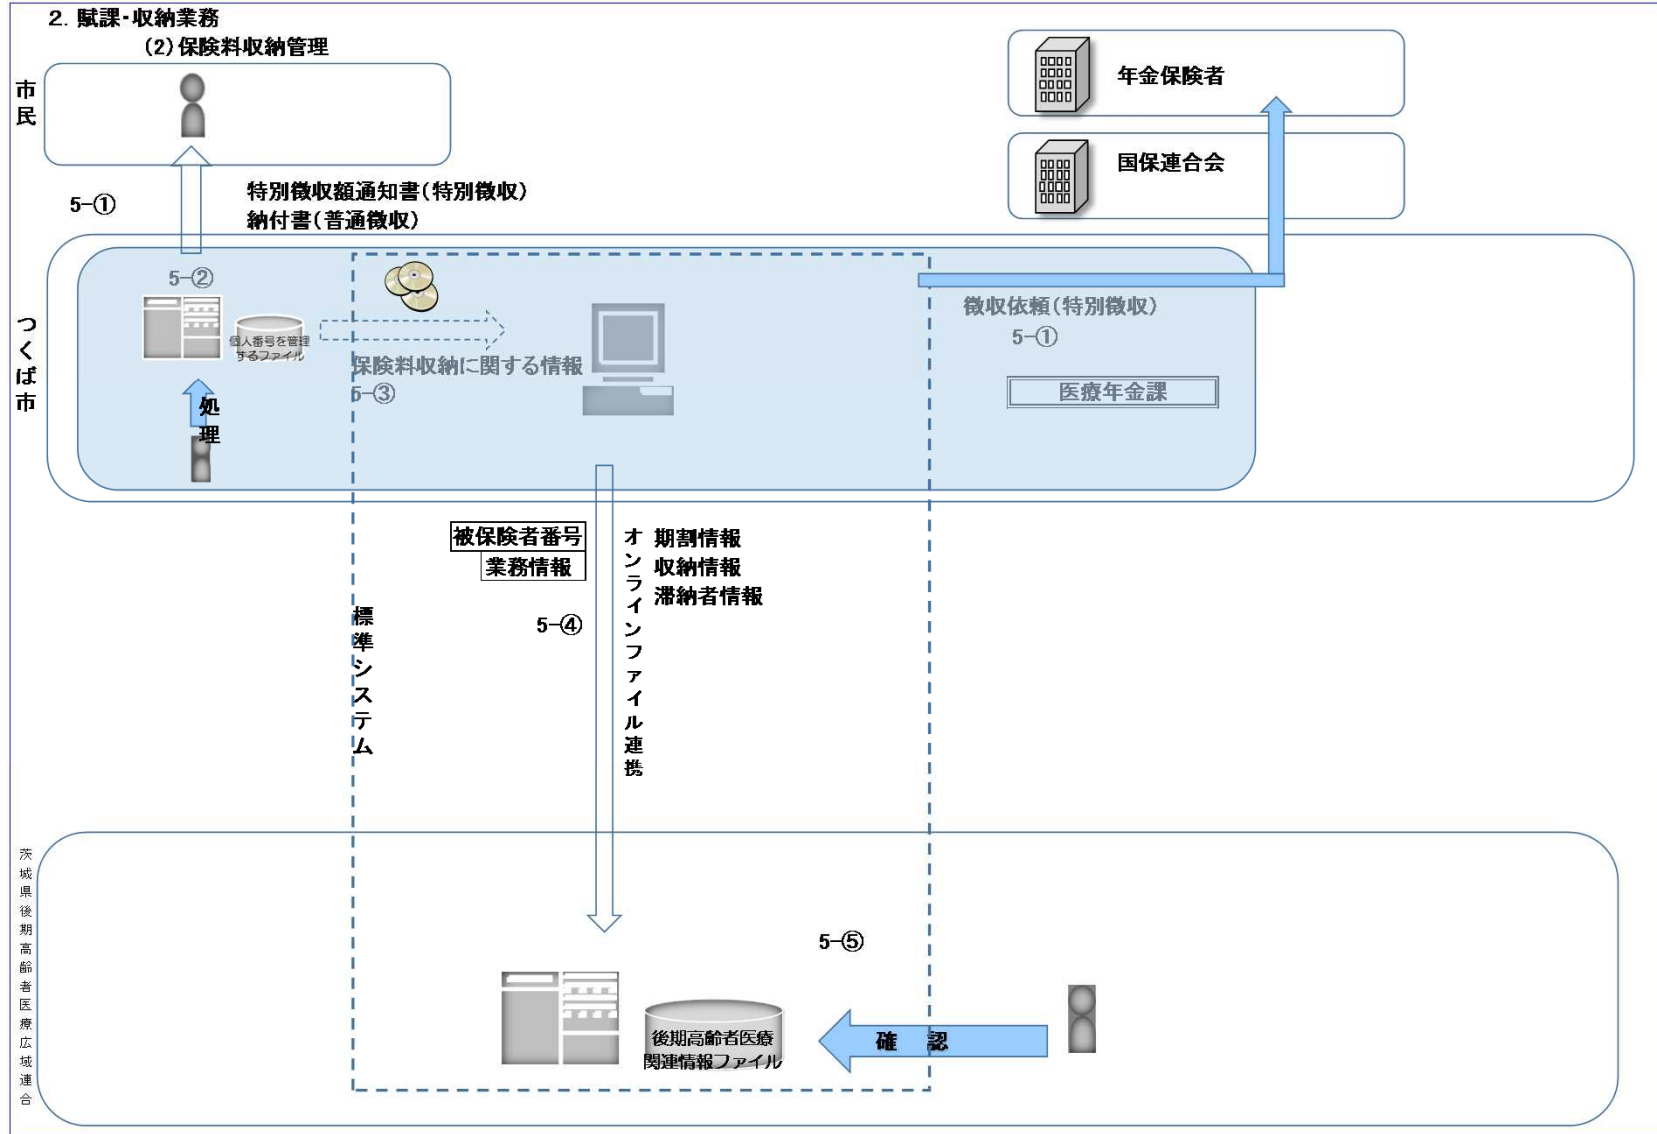 2. 賦課・収納業務
(2)保険料収納管理
市民
年金保険者
国保連合会
5-①
特別徴収額通知書(特別徴収)
納付書(普通徴収)
つくば市
5-②
個人番号を管理
するファイル
保険料収納に関する情報
5-③
徴収依頼(特別徴収)
5-①
医療年金課
処理
被保険者番号
業務情報
オンラインファイル連携
期割情報
収納情報
滞納者情報
5-④
標準システム
茨城県後期高齢者医療広域連合
5-⑤
後期高齢者医療
関連情報ファイル
確 認